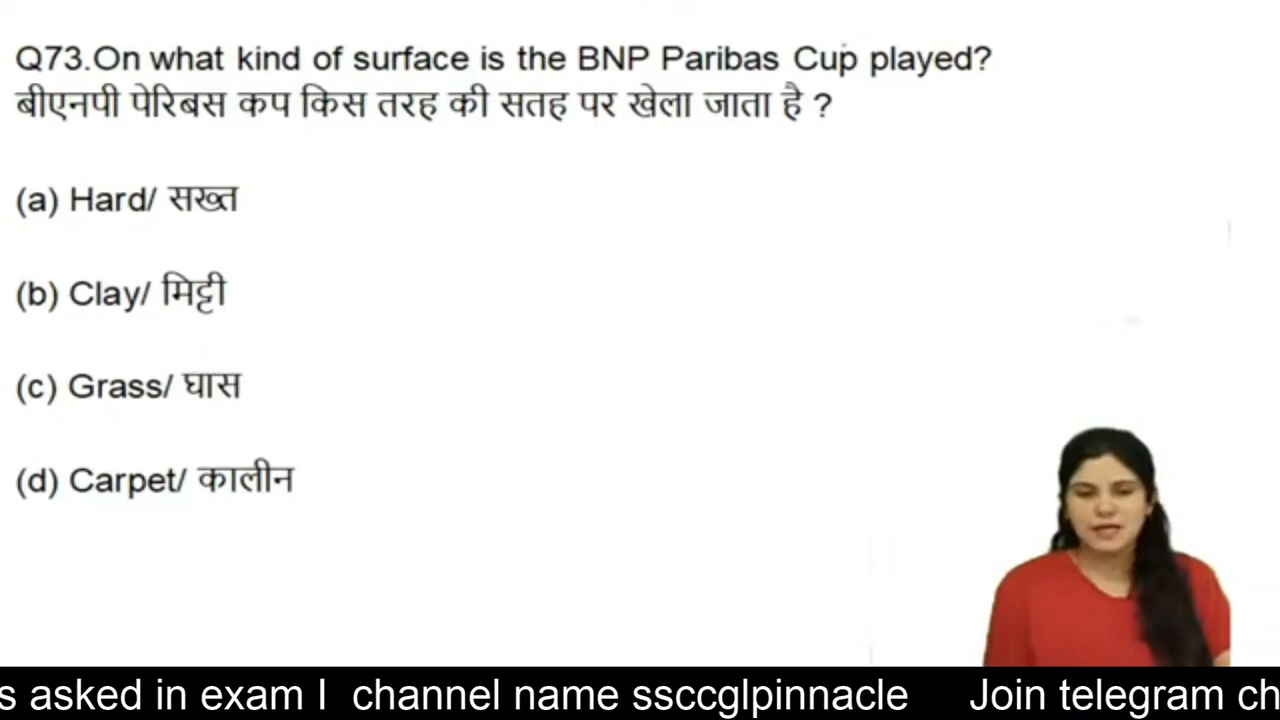 Q73.On what kind of surface is the BNP Paribas Cup played?
बीएनपी पेरिबस कप किस तरह की सतह पर खेला जाता है ?
(a) Hard/ सख्त
(b) Clay/ मिट्टी
(c) Grass/ घास
(d) Carpet/ कालीन
s asked in exam I channel name ssccglpinnacle Join telegram ch